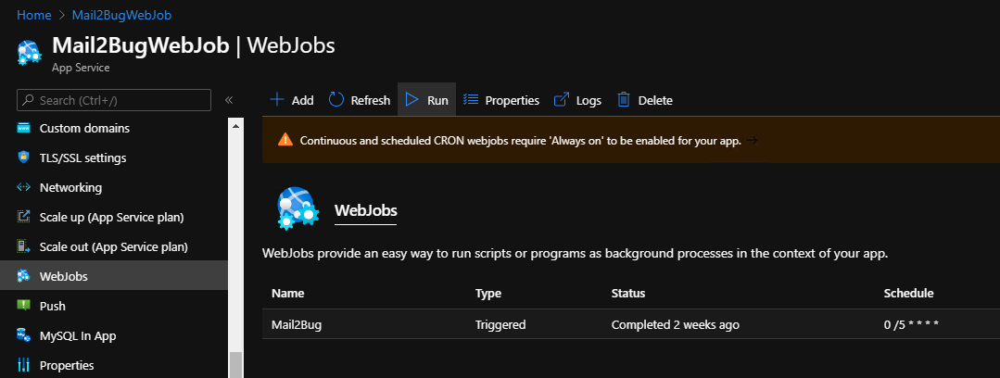 Home > Mail2BugWebJob
Mail2BugWebJob | WebJobs
App Service
Search (Ctrl+/)
«
Add
Refresh
Run
Properties
Logs
Delete
Custom domains
TLS/SSL settings
Networking
Scale up (App Service plan)
Scale out (App Service plan)
WebJobs
Push
MySQL In App
Properties
Continuous and scheduled CRON webjobs require 'Always on' to be enabled for your app. →
WebJobs
WebJobs provide an easy way to run scripts or programs as background processes in the context of your app.
Name Type Status Schedule
Mail2Bug Triggered Completed 2 weeks ago 0 /5 * * * *